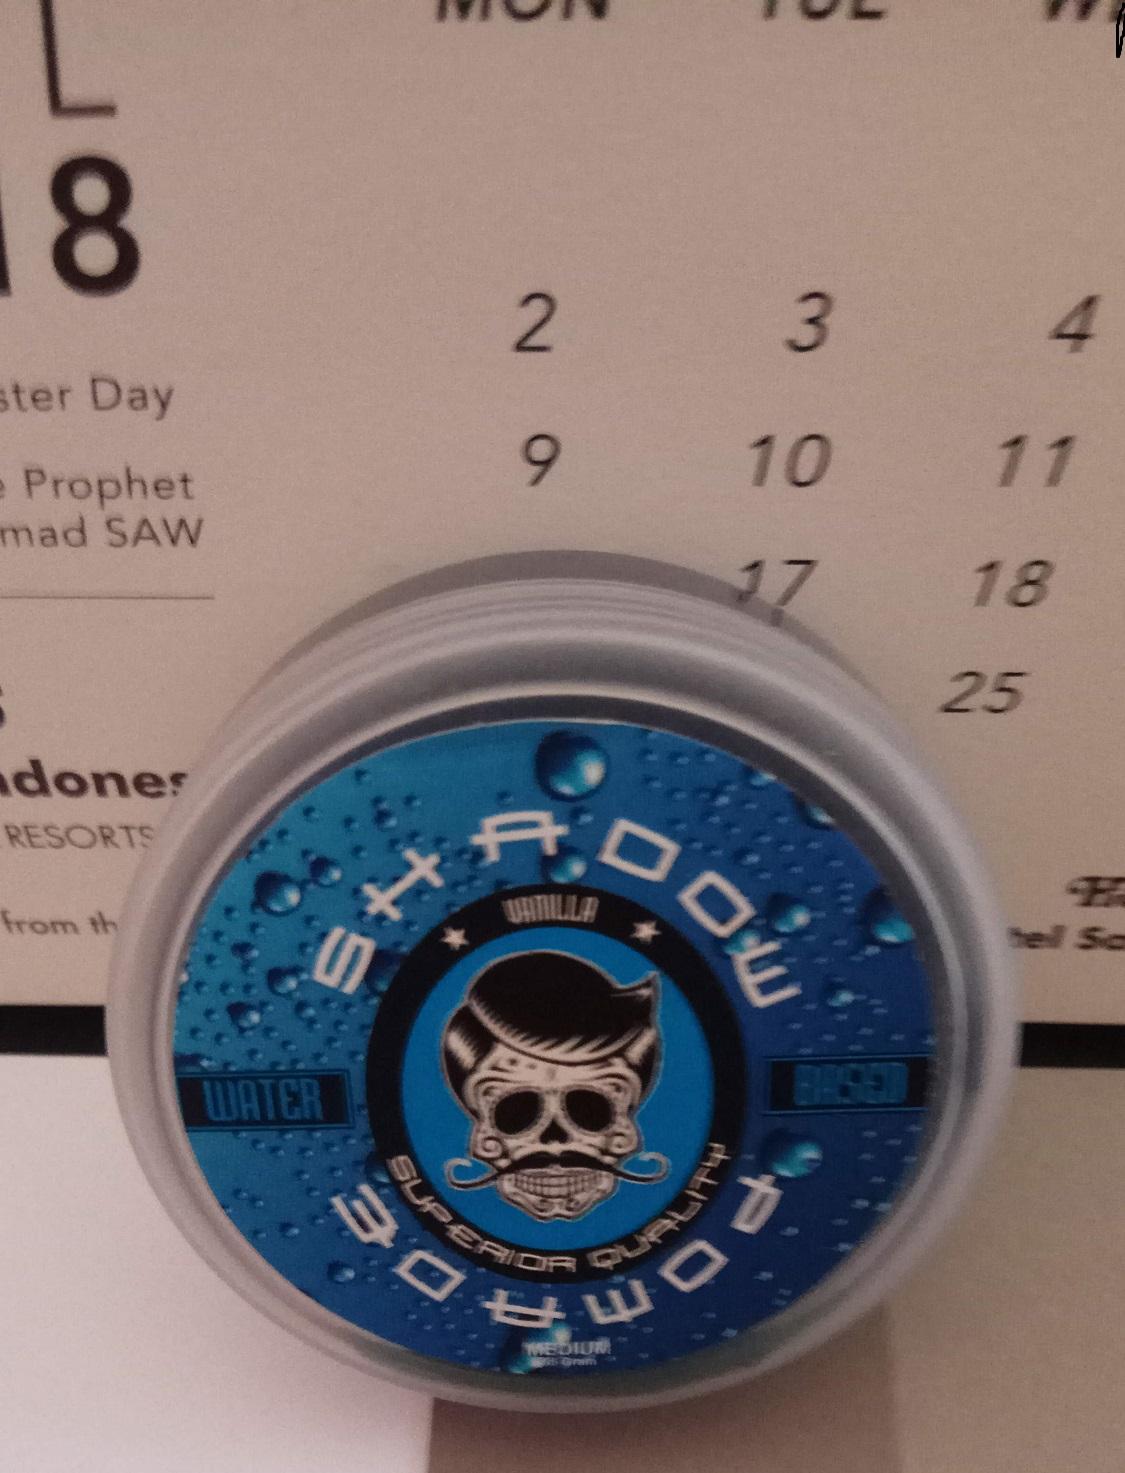 MON TUE
L
18
2 3 4
ster Day
9 10 11
Prophet
mad SAW
17 18
25
ndones
RESORTS
from th
SHADOW
VANILLA
WATER BASED
SUPERIOR QUALITY
POMADE
MEDIUM